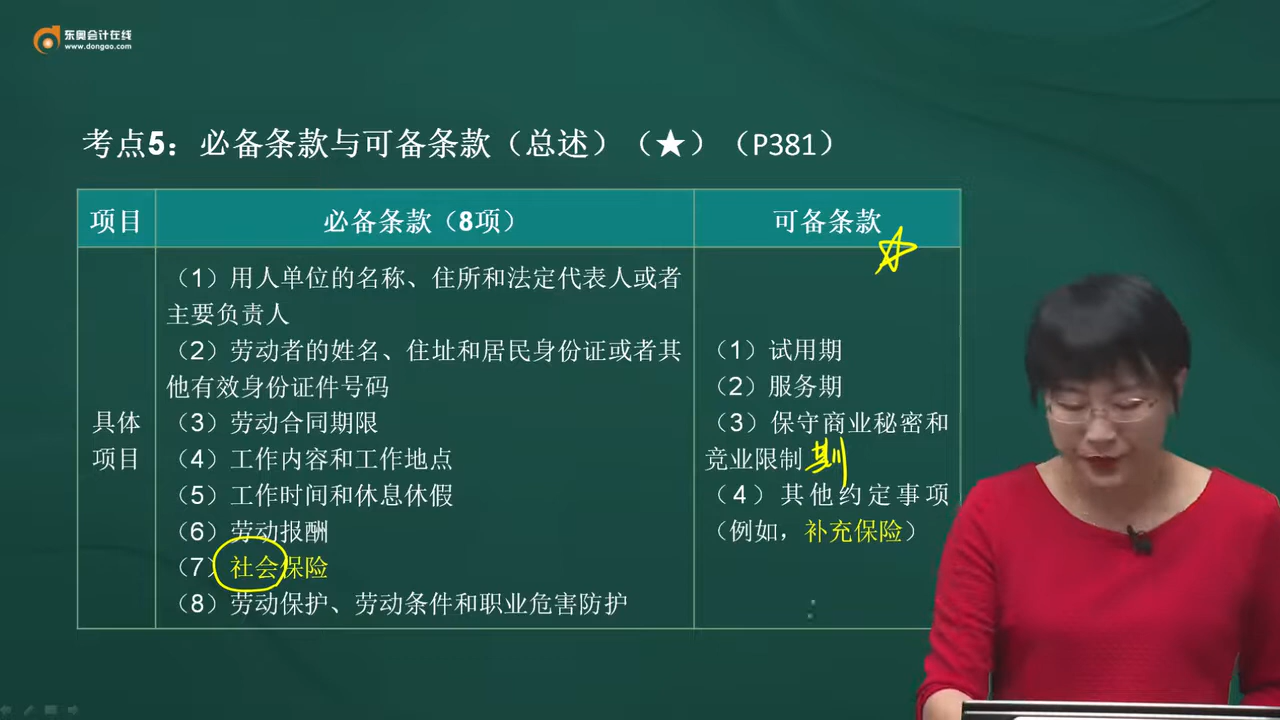 东奥会计在线
www.dongao.com
考点5：必备条款与可备条款（总述）（★）（P381）
项目
必备条款（8项）
可备条款
具体
项目
（1）用人单位的名称、住所和法定代表人或者
主要负责人
（2）劳动者的姓名、住址和居民身份证或者其
他有效身份证件号码
（3）劳动合同期限
（4）工作内容和工作地点
（5）工作时间和休息休假
（6）劳动报酬
（7）社会保险
（8）劳动保护、劳动条件和职业危害防护
（1）试用期
（2）服务期
（3）保守商业秘密和
竞业限制
（4）其他约定事项
（例如，补充保险）